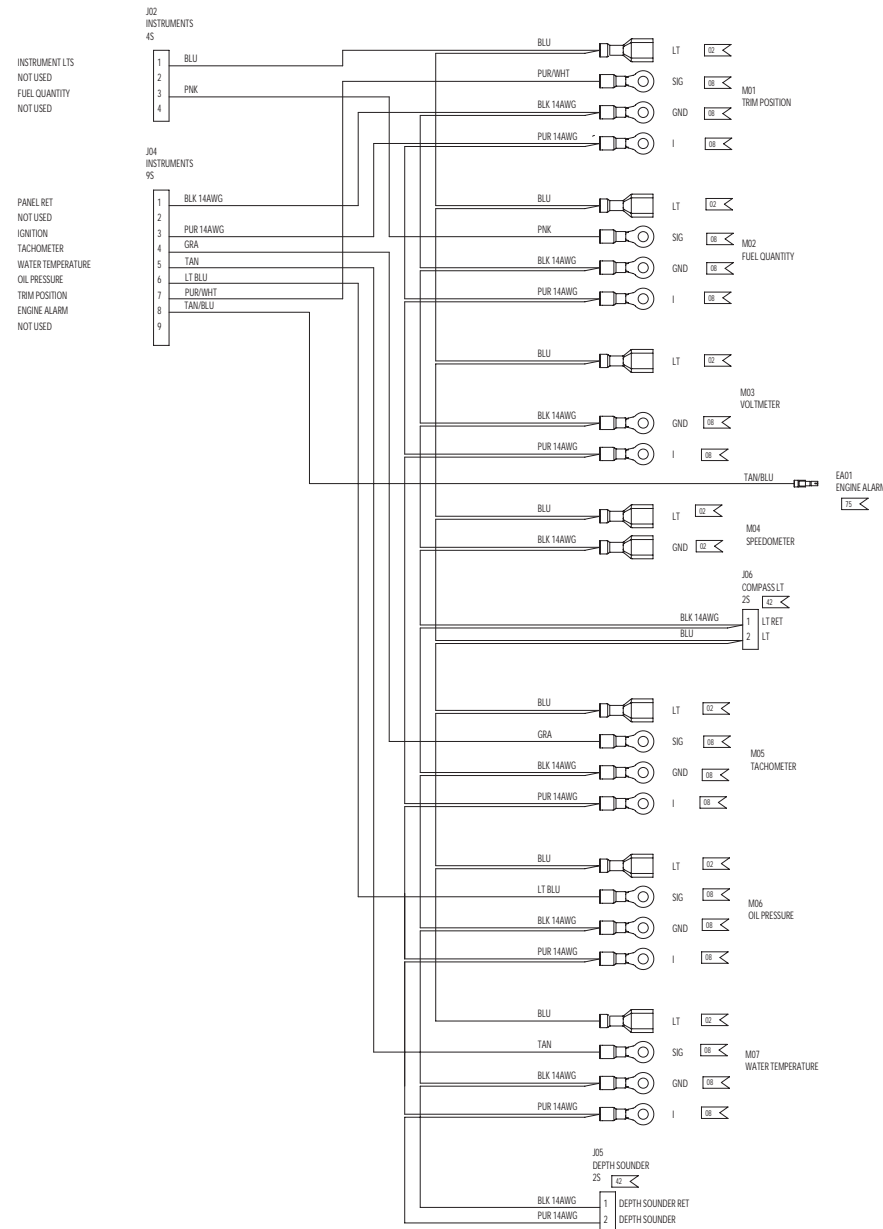 J02
INSTRUMENTS
4S
INSTRUMENT LTS 1 BLU
NOT USED 2
FUEL QUANTITY 3 PNK
NOT USED 4
J04
INSTRUMENTS
9S
PANEL RET 1 BLK 14AWG
NOT USED 2
IGNITION 3 PUR 14AWG
TACHOMETER 4 GRA
WATER TEMPERATURE 5 TAN
OIL PRESSURE 6 LT BLU
TRIM POSITION 7 PUR/WHT
ENGINE ALARM 8 TAN/BLU
NOT USED 9
BLU LT 02
PUR/WHT SIG 08
M01
TRIM POSITION
BLK 14AWG GND 08
PUR 14AWG I 08
BLU LT 02
PNK SIG 08
M02
FUEL QUANTITY
BLK 14AWG GND 08
PUR 14AWG I 08
BLU LT 02
M03
VOLTMETER
BLK 14AWG GND 08
PUR 14AWG I 08
TAN/BLU
EA01
ENGINE ALARM
75
BLU LT 02
M04
SPEEDOMETER
BLK 14AWG GND 02
J06
COMPASS LT
2S 42
BLK 14AWG 1 LT RET
BLU 2 LT
BLU LT 02
GRA SIG 08
M05
TACHOMETER
BLK 14AWG GND 08
PUR 14AWG I 08
BLU LT 02
LT BLU SIG 08
M06
OIL PRESSURE
BLK 14AWG GND 08
PUR 14AWG I 08
BLU LT 02
TAN SIG 08
M07
WATER TEMPERATURE
BLK 14AWG GND 08
PUR 14AWG I 08
J05
DEPTH SOUNDER
2S 42
BLK 14AWG 1 DEPTH SOUNDER RET
PUR 14AWG 2 DEPTH SOUNDER